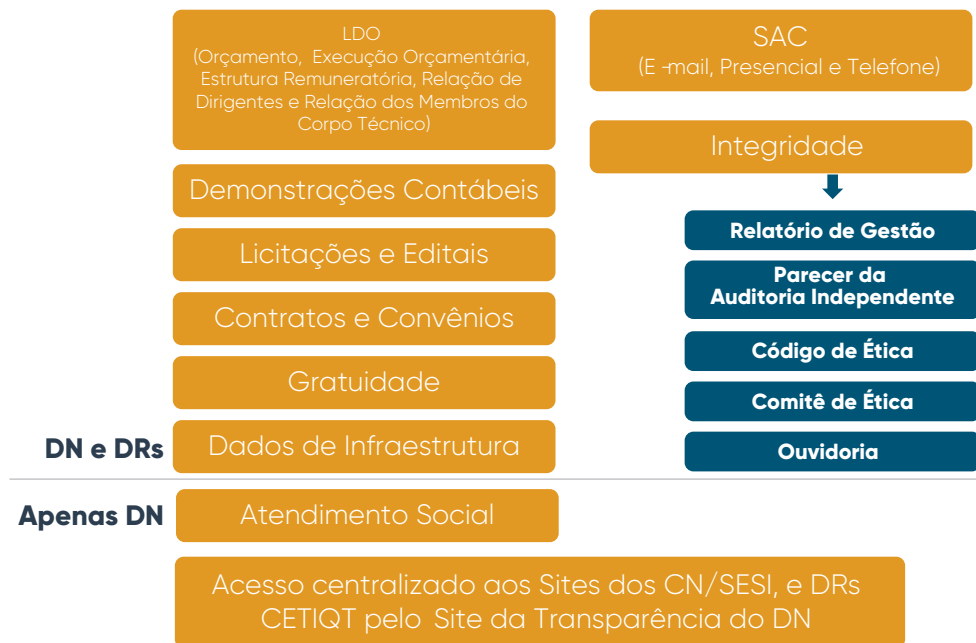 LDO
(Orçamento, Execução Orçamentária,
Estrutura Remuneratória, Relação de
Dirigentes e Relação dos Membros do
Corpo Técnico)
Demonstrações Contábeis
Licitações e Editais
Contratos e Convênios
Gratuidade
DN e DRs
Dados de Infraestrutura
SAC
(E -mail, Presencial e Telefone)
Integridade
Relatório de Gestão
Parecer da
Auditoria Independente
Código de Ética
Comitê de Ética
Ouvidoria
Apenas DN
Atendimento Social
Acesso centralizado aos Sites dos CN/SESI, e DRs
CETIQT pelo Site da Transparência do DN